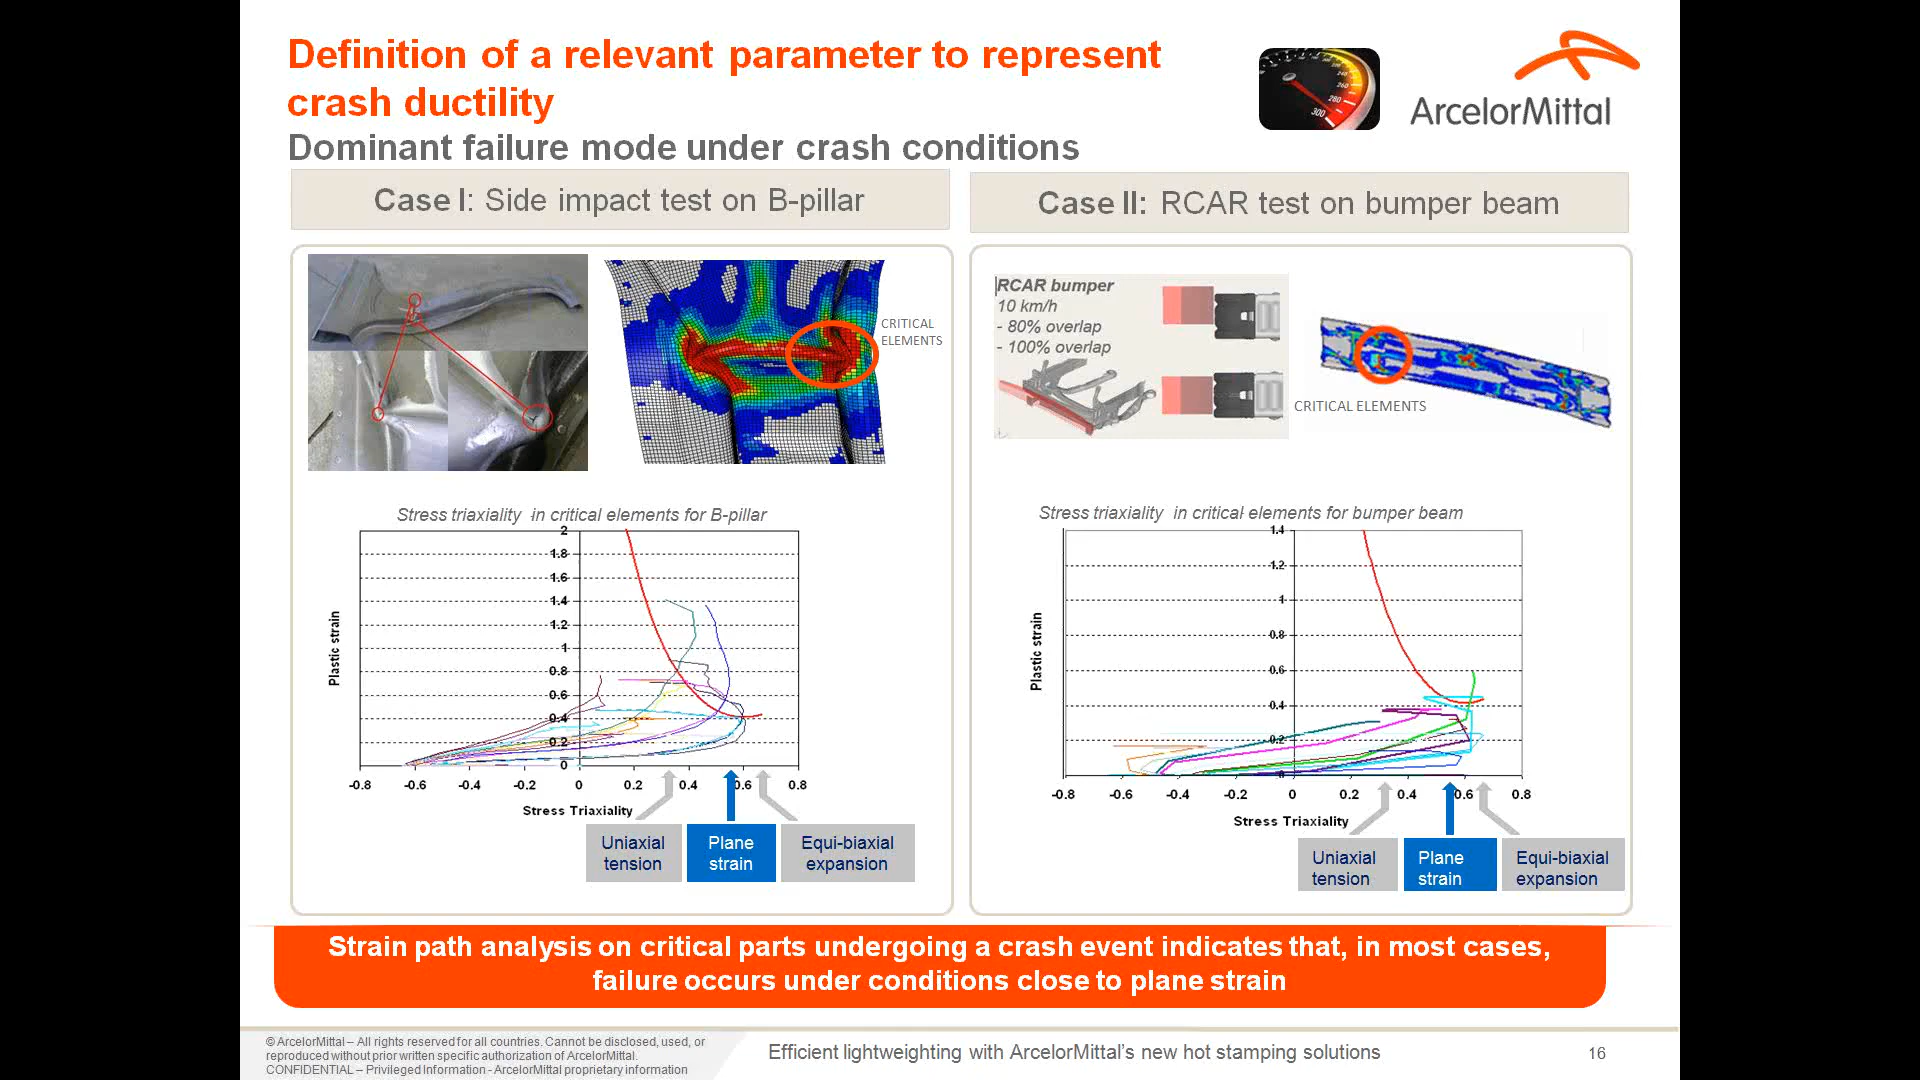 Definition of a relevant parameter to represent
crash ductility
Dominant failure mode under crash conditions
ArcelorMittal
Case I: Side impact test on B-pillar
Case II: RCAR test on bumper beam
CRITICAL
ELEMENTS
RCAR bumper
10 km/h
- 80% overlap
- 100% overlap
CRITICAL ELEMENTS
Stress triaxiality in critical elements for B-pillar
2
1.8
1.6
1.4
1.2
1
0.8
0.6
0.4
0.2
0
Plastic strain
-0.8 -0.6 -0.4 -0.2 0 0.2 0.4 0.6 0.8
Stress Triaxiality
Uniaxial
tension
Plane
strain
Equi-biaxial
expansion
Stress triaxiality in critical elements for bumper beam
1.4
1.2
1
0.8
0.6
0.4
0.2
0
Plastic strain
-0.8 -0.6 -0.4 -0.2 0 0.2 0.4 0.6 0.8
Stress Triaxiality
Uniaxial
tension
Plane
strain
Equi-biaxial
expansion
Strain path analysis on critical parts undergoing a crash event indicates that, in most cases,
failure occurs under conditions close to plane strain
© ArcelorMittal – All rights reserved for all countries. Cannot be disclosed, used, or
reproduced without prior written specific authorization of ArcelorMittal.
CONFIDENTIAL – Privileged Information - ArcelorMittal proprietary information
Efficient lightweighting with ArcelorMittal's new hot stamping solutions
16